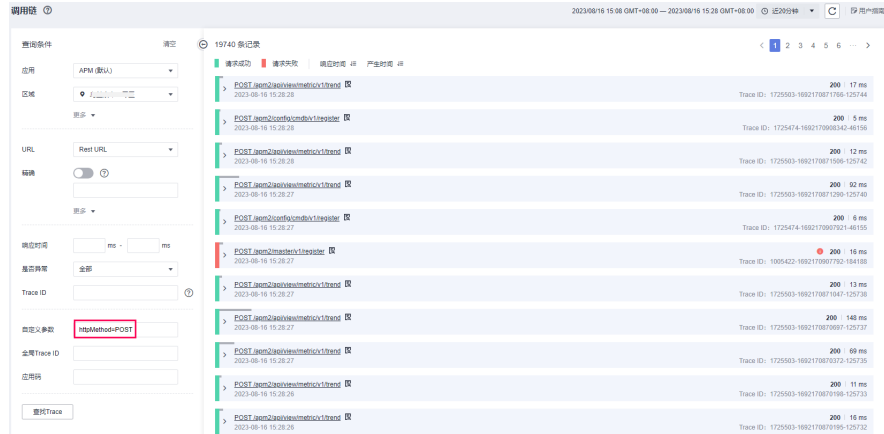 调用链
2023/08/16 15:08 GMT+08:00 — 2023/08/16 15:28 GMT+08:00 近20分钟 用户指南
查询条件 清空
应用 APM (默认)
区域
更多
URL Rest URL
精确
更多
响应时间 ms - ms
是否异常 全部
Trace ID
自定义参数 httpMethod=POST
全局Trace ID
应用码
查找Trace
19740 条记录 1 2 3 4 5 6 ···
请求成功 请求失败 响应时间 产生时间
POST /apm2/api/view/metric/v1/trend 200 17 ms
2023-08-16 15:28:28 Trace ID: 1725503-1692170871766-125744
POST /apm2/config/cmdb/v1/register 200 5 ms
2023-08-16 15:28:28 Trace ID: 1725474-1692170908342-46156
POST /apm2/api/view/metric/v1/trend 200 12 ms
2023-08-16 15:28:28 Trace ID: 1725503-1692170871506-125742
POST /apm2/api/view/metric/v1/trend 200 92 ms
2023-08-16 15:28:27 Trace ID: 1725503-1692170871290-125740
POST /apm2/config/cmdb/v1/register 200 6 ms
2023-08-16 15:28:27 Trace ID: 1725474-1692170907921-46155
POST /apm2/master/v1/register 200 16 ms
2023-08-16 15:28:27 Trace ID: 1005422-1692170907792-184188
POST /apm2/api/view/metric/v1/trend 200 13 ms
2023-08-16 15:28:27 Trace ID: 1725503-1692170871047-125738
POST /apm2/api/view/metric/v1/trend 200 148 ms
2023-08-16 15:28:27 Trace ID: 1725503-1692170870697-125737
POST /apm2/api/view/metric/v1/trend 200 69 ms
2023-08-16 15:28:27 Trace ID: 1725503-1692170870372-125735
POST /apm2/api/view/metric/v1/trend 200 11 ms
2023-08-16 15:28:26 Trace ID: 1725503-1692170870198-125733
POST /apm2/api/view/metric/v1/trend 200 16 ms
2023-08-16 15:28:26 Trace ID: 1725503-1692170870195-125732